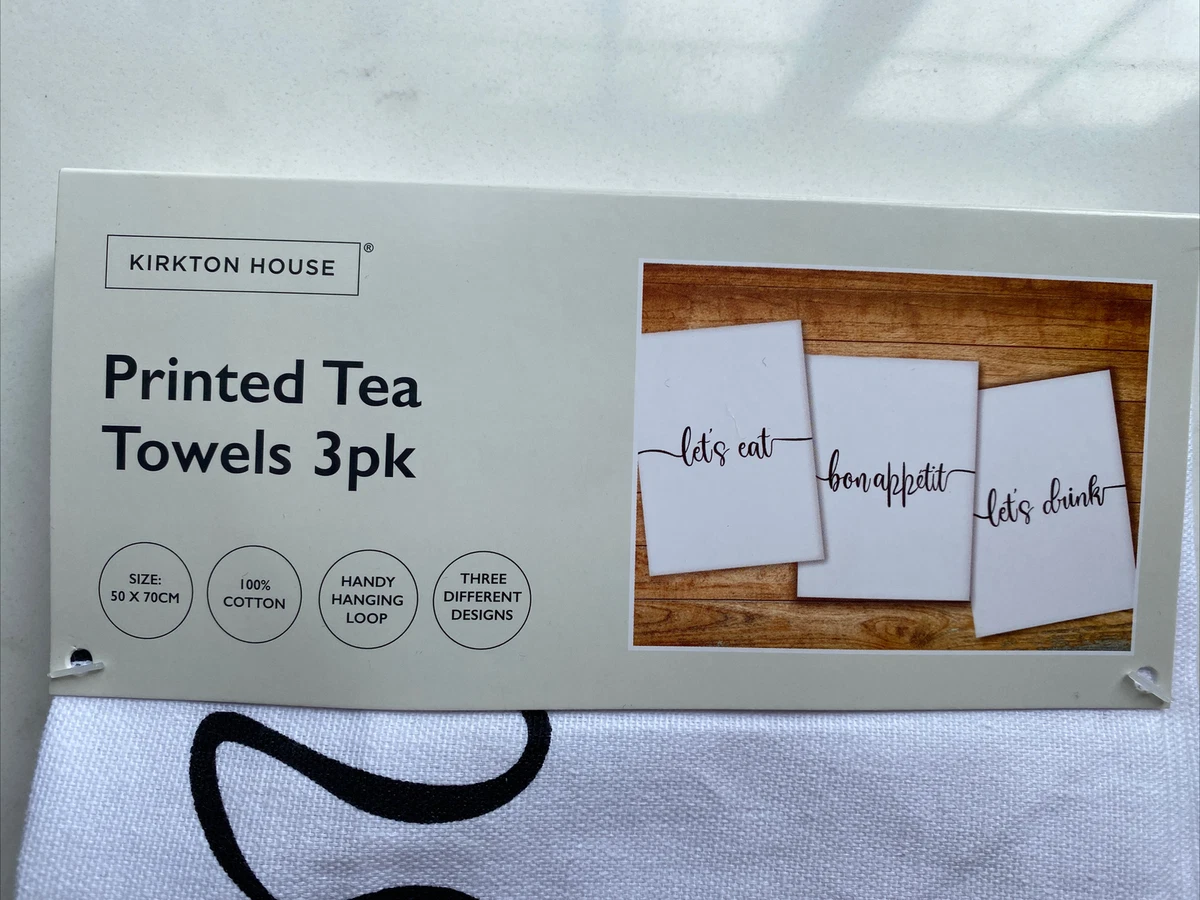 KIRKTON HOUSE®
Printed Tea
Towels 3pk
SIZE:
50 X 70CM
100%
COTTON
HANDY
HANGING
LOOP
THREE
DIFFERENT
DESIGNS
let's eat
bon appétit
let's drink